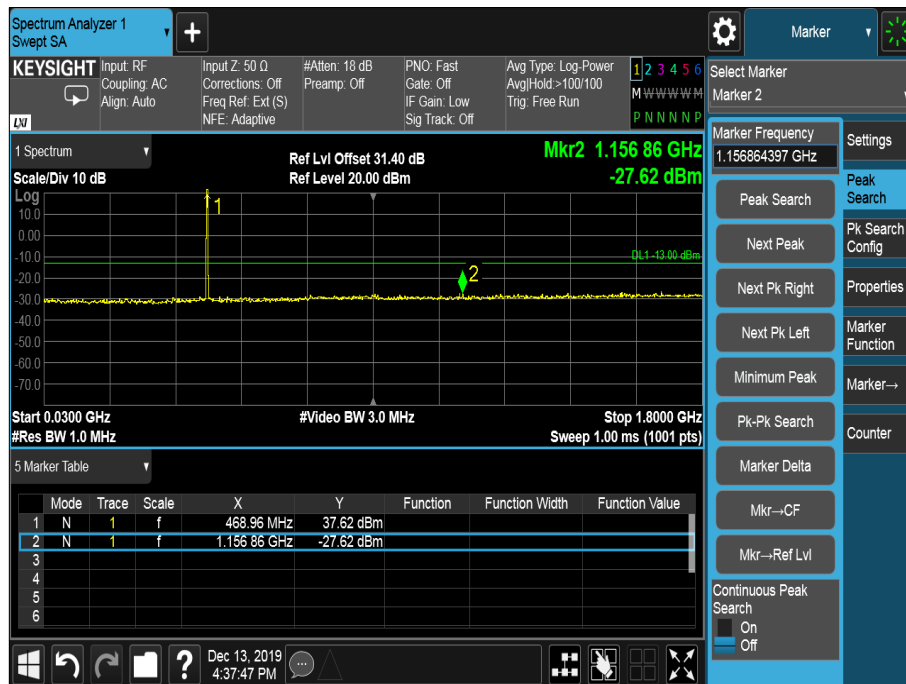 Spectrum Analyzer 1
Swept SA
Marker
KEYSIGHT
LXI
Input: RF
Coupling: AC
Align: Auto
Input Z: 50 Ω
Corrections: Off
Freq Ref: Ext (S)
NFE: Adaptive
#Atten: 18 dB
Preamp: Off
PNO: Fast
Gate: Off
IF Gain: Low
Sig Track: Off
Avg Type: Log-Power
Avg|Hold:>100/100
Trig: Free Run
1 2 3 4 5 6
M W W W W M
P N N N N P
Select Marker
Marker 2
1 Spectrum
Scale/Div 10 dB
Ref Lvl Offset 31.40 dB
Ref Level 20.00 dBm
Mkr2 1.156 86 GHz
-27.62 dBm
Log
10.0
0.00
-10.0
-20.0
-30.0
-40.0
-50.0
-60.0
-70.0
1
2
DL1 -13.00 dBm
Start 0.0300 GHz
#Res BW 1.0 MHz
#Video BW 3.0 MHz
Stop 1.8000 GHz
Sweep 1.00 ms (1001 pts)
5 Marker Table
Mode Trace Scale X Y Function Function Width Function Value
1 N 1 f 468.96 MHz 37.62 dBm
2 N 1 f 1.156 86 GHz -27.62 dBm
3
4
5
6
Marker Frequency
1.156864397 GHz
Peak Search
Next Peak
Next Pk Right
Next Pk Left
Minimum Peak
Pk-Pk Search
Marker Delta
Mkr→CF
Mkr→Ref Lvl
Continuous Peak
Search
On
Off
Settings
Peak
Search
Pk Search
Config
Properties
Marker
Function
Marker→
Counter
?
Dec 13, 2019
4:37:47 PM